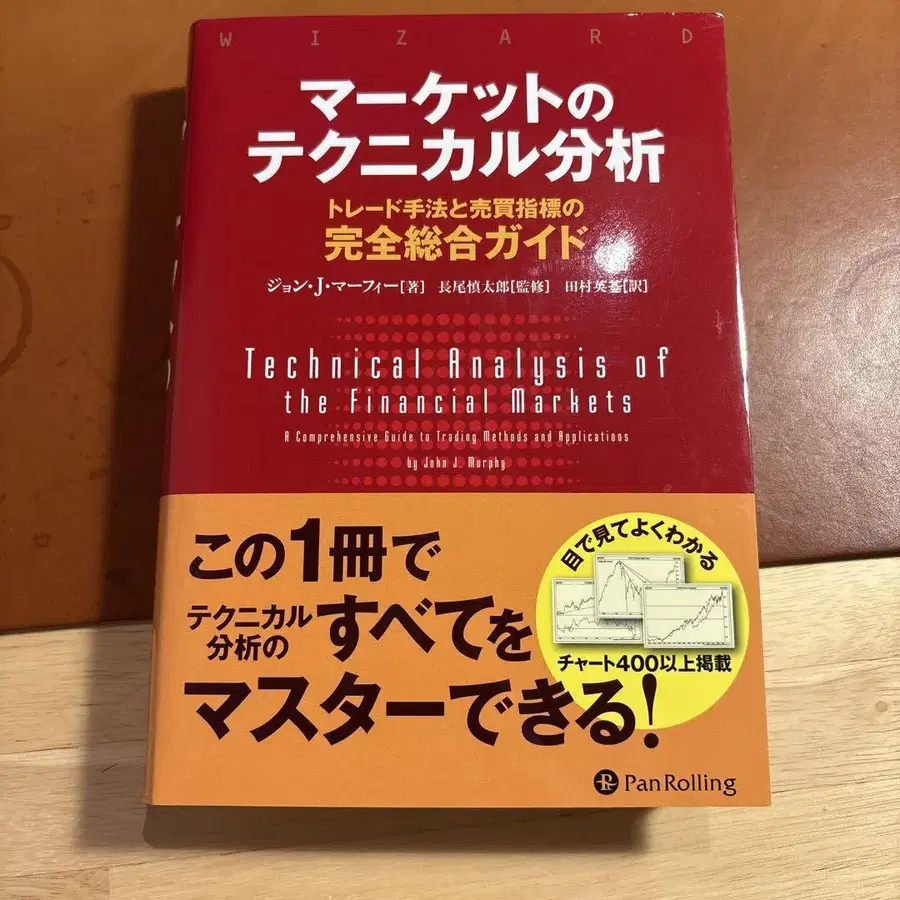 WIZARD
マーケットの
テクニカル分析
トレード手法と売買指標の
完全総合ガイド
ジョン・J・マーフィー[著] 長尾慎太郎[監修] 田村英基[訳]
Technical Analysis of
the Financial Markets
A Comprehensive Guide to Trading Methods and Applications
by John J. Murphy
この1冊で
テクニカル
分析の
すべてを
マスターできる!
目で見てよくわかる
チャート400以上掲載
PanRolling